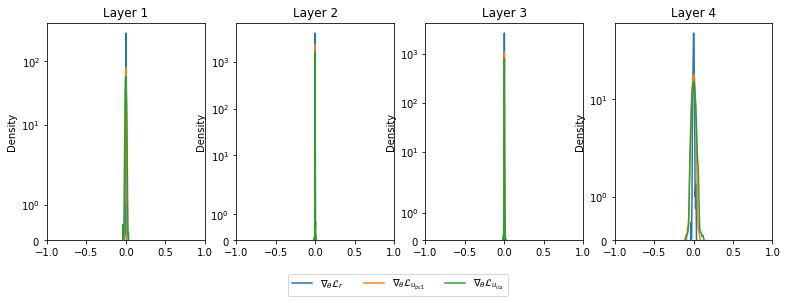 Layer 1 Layer 2 Layer 3 Layer 4
Density Density Density Density
10² 10¹ 10⁰ 0
10³ 10² 10¹ 10⁰ 0
10³ 10² 10¹ 10⁰ 0
10¹ 10⁰ 0
−1.0 −0.5 0.0 0.5 1.0 −1.0 −0.5 0.0 0.5 1.0 −1.0 −0.5 0.0 0.5 1.0 −1.0 −0.5 0.0 0.5 1.0
∇θℒr ∇θℒu_bc1 ∇θℒu_ics